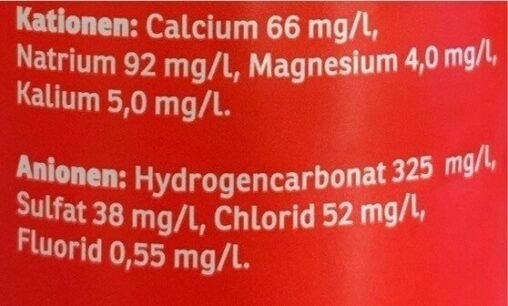 Kationen: Calcium 66 mg/l,
Natrium 92 mg/l, Magnesium 4,0 mg/l,
Kalium 5,0 mg/l.
Anionen: Hydrogencarbonat 325 mg/l,
Sulfat 38 mg/l, Chlorid 52 mg/l,
Fluorid 0,55 mg/l.